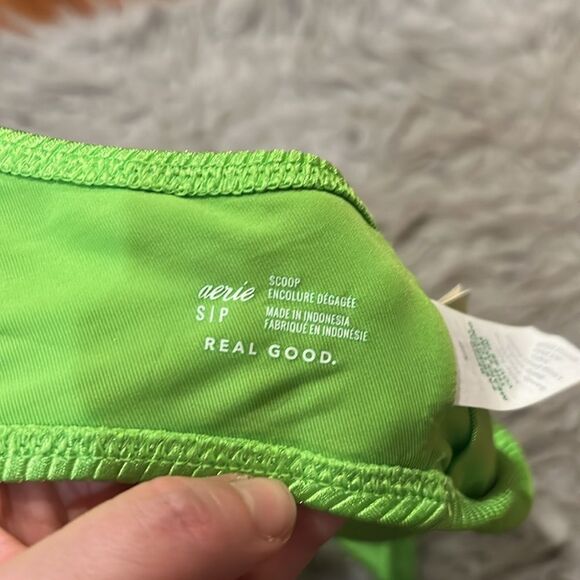 aerie
S|P
SCOOP
ENCOLURE DÉGAGÉE
MADE IN INDONESIA
FABRIQUÉ EN INDONÉSIE
REAL GOOD.